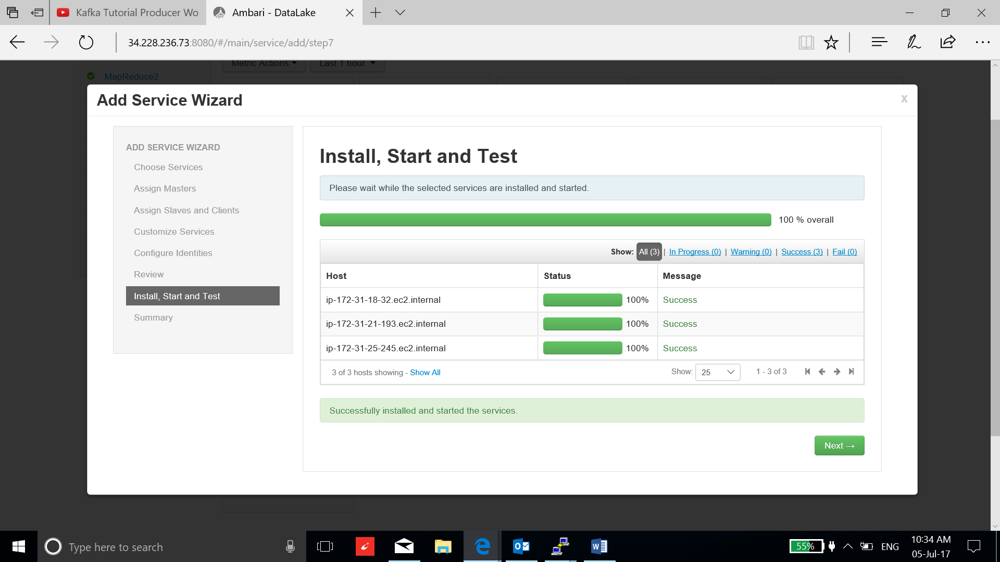 Kafka Tutorial Producer Wo
Ambari - DataLake
34.228.236.73:8080/#/main/service/add/step7
Metric Actions
Last 1 hour
MapReduce2
Add Service Wizard
X
ADD SERVICE WIZARD
Choose Services
Assign Masters
Assign Slaves and Clients
Customize Services
Configure Identities
Review
Install, Start and Test
Summary
Install, Start and Test
Please wait while the selected services are installed and started.
100 % overall
Show: All (3) | In Progress (0) | Warning (0) | Success (3) | Fail (0)
Host Status Message
ip-172-31-18-32.ec2.internal 100% Success
ip-172-31-21-193.ec2.internal 100% Success
ip-172-31-25-245.ec2.internal 100% Success
3 of 3 hosts showing - Show All Show: 25 1 - 3 of 3
Successfully installed and started the services.
Next →
Type here to search
55%
ENG
10:34 AM
05-Jul-17